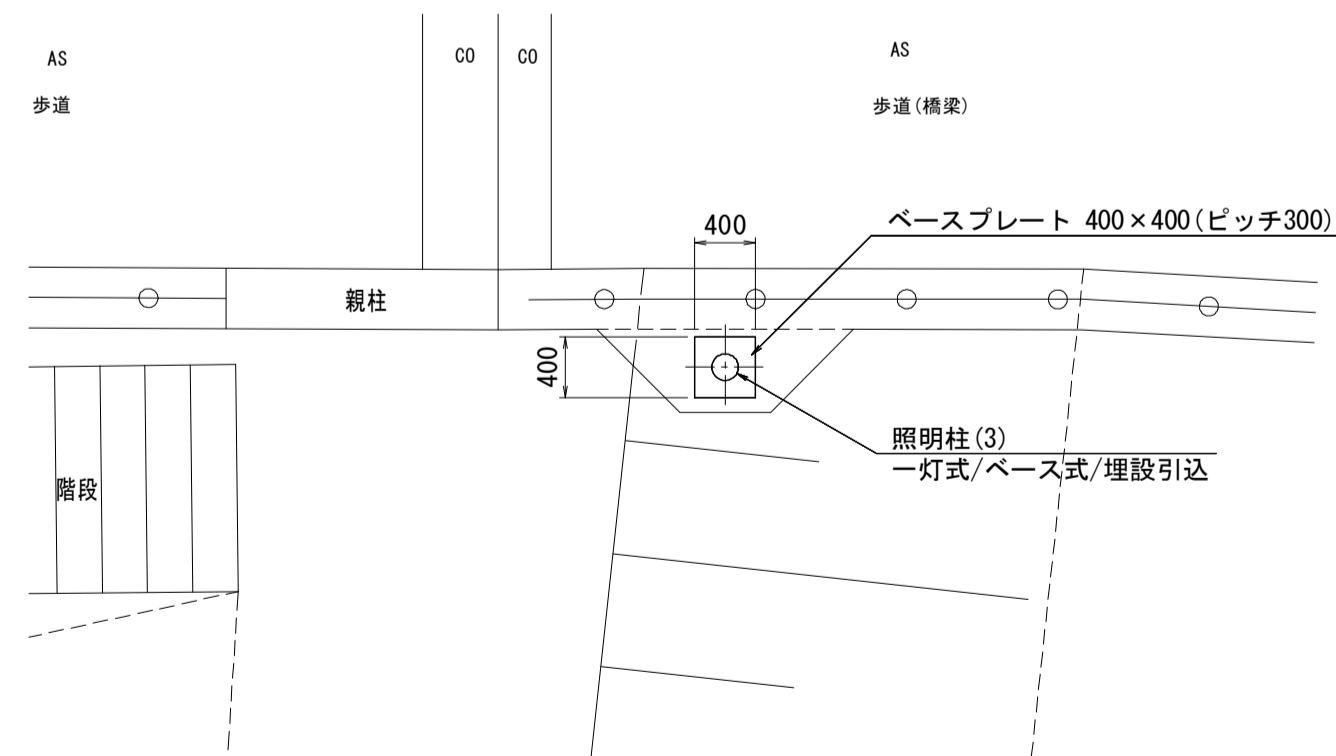 AS
CO
CO
AS
歩道
歩道(橋梁)
400
ベースプレート 400×400(ピッチ300)
親柱
400
照明柱(3)
一灯式/ベース式/埋設引込
階段